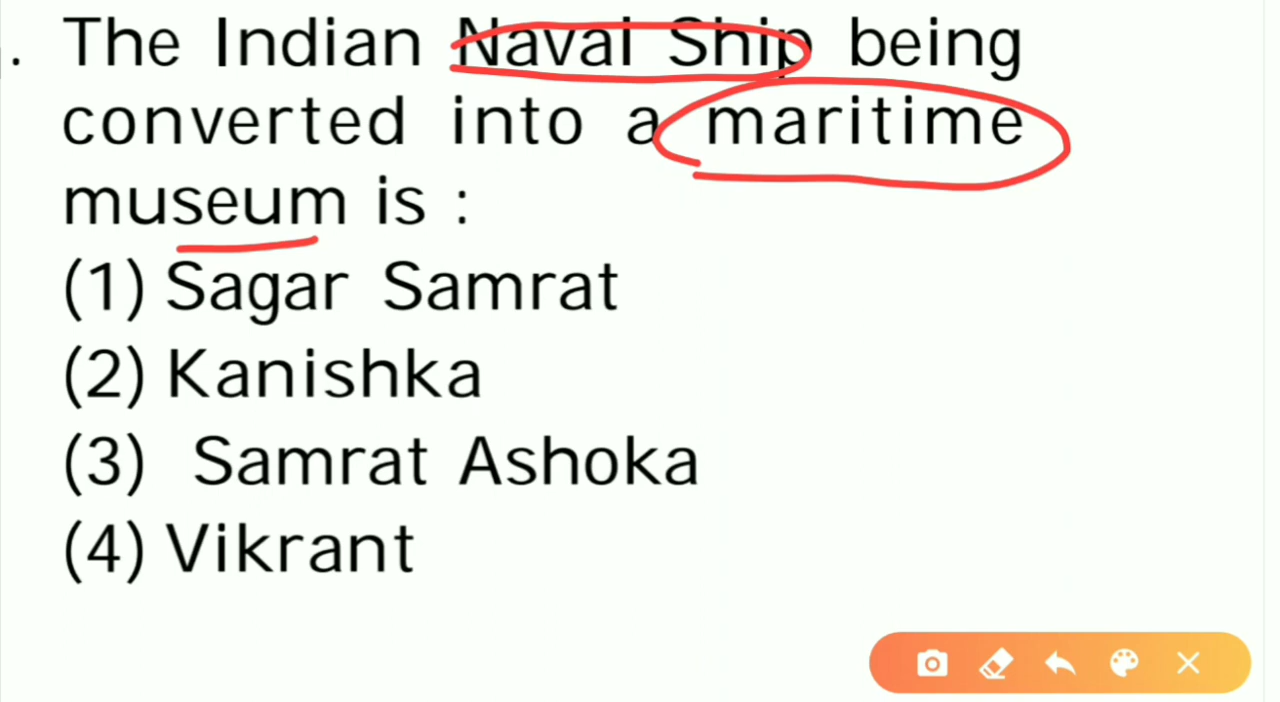 . The Indian Naval Ship being
converted into a maritime
museum is :
(1) Sagar Samrat
(2) Kanishka
(3) Samrat Ashoka
(4) Vikrant